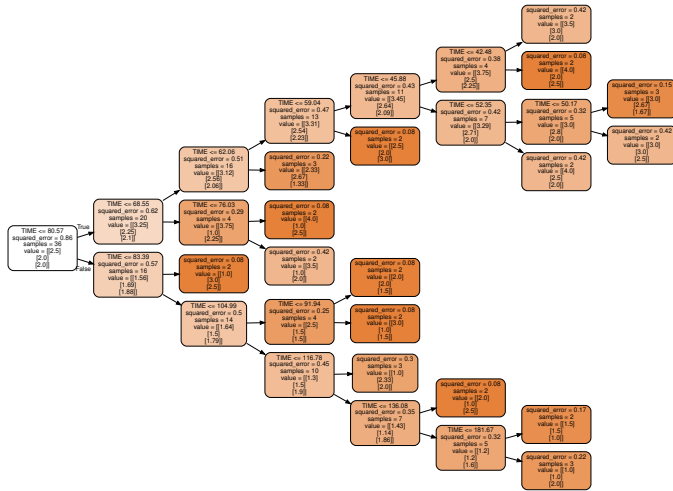 squared_error = 0.42
samples = 2
value = [[3.5]
[3.0]
[2.0]]
TIME <= 42.48
squared_error = 0.38
samples = 4
value = [[3.75]
[2.5]
[2.25]]
squared_error = 0.08
samples = 2
value = [[4.0]
[2.0]
[2.5]]
TIME <= 45.88
squared_error = 0.43
samples = 11
value = [[3.45]
[2.64]
[2.09]]
squared_error = 0.15
samples = 3
value = [[3.0]
[2.67]
[1.67]]
TIME <= 59.04
squared_error = 0.47
samples = 13
value = [[3.31]
[2.54]
[2.23]]
TIME <= 52.35
squared_error = 0.42
samples = 7
value = [[3.29]
[2.71]
[2.0]]
TIME <= 50.17
squared_error = 0.32
samples = 5
value = [[3.0]
[2.8]
[2.0]]
squared_error = 0.08
samples = 2
value = [[2.5]
[2.0]
[3.0]]
squared_error = 0.42
samples = 2
value = [[3.0]
[3.0]
[2.5]]
TIME <= 62.06
squared_error = 0.51
samples = 16
value = [[3.12]
[2.56]
[2.06]]
squared_error = 0.22
samples = 3
value = [[2.33]
[2.67]
[1.33]]
squared_error = 0.42
samples = 2
value = [[4.0]
[2.5]
[2.0]]
TIME <= 68.55
squared_error = 0.62
samples = 20
value = [[3.25]
[2.25]
[2.1]]
TIME <= 76.03
squared_error = 0.29
samples = 4
value = [[3.75]
[1.0]
[2.25]]
squared_error = 0.08
samples = 2
value = [[4.0]
[1.0]
[2.5]]
True
TIME <= 80.57
squared_error = 0.86
samples = 36
value = [[2.5]
[2.0]
[2.0]]
False
squared_error = 0.42
samples = 2
value = [[3.5]
[1.0]
[2.0]]
TIME <= 83.39
squared_error = 0.57
samples = 16
value = [[1.56]
[1.69]
[1.88]]
squared_error = 0.08
samples = 2
value = [[1.0]
[3.0]
[2.5]]
squared_error = 0.08
samples = 2
value = [[2.0]
[2.0]
[1.5]]
TIME <= 104.99
squared_error = 0.5
samples = 14
value = [[1.64]
[1.5]
[1.79]]
TIME <= 91.94
squared_error = 0.25
samples = 4
value = [[2.5]
[1.5]
[1.5]]
squared_error = 0.08
samples = 2
value = [[3.0]
[1.0]
[1.5]]
TIME <= 116.78
squared_error = 0.45
samples = 10
value = [[1.3]
[1.5]
[1.9]]
squared_error = 0.3
samples = 3
value = [[1.0]
[2.33]
[2.0]]
TIME <= 136.08
squared_error = 0.35
samples = 7
value = [[1.43]
[1.14]
[1.86]]
squared_error = 0.08
samples = 2
value = [[2.0]
[1.0]
[2.5]]
TIME <= 181.67
squared_error = 0.32
samples = 5
value = [[1.2]
[1.2]
[1.6]]
squared_error = 0.17
samples = 2
value = [[1.5]
[1.5]
[1.0]]
squared_error = 0.22
samples = 3
value = [[1.0]
[1.0]
[2.0]]